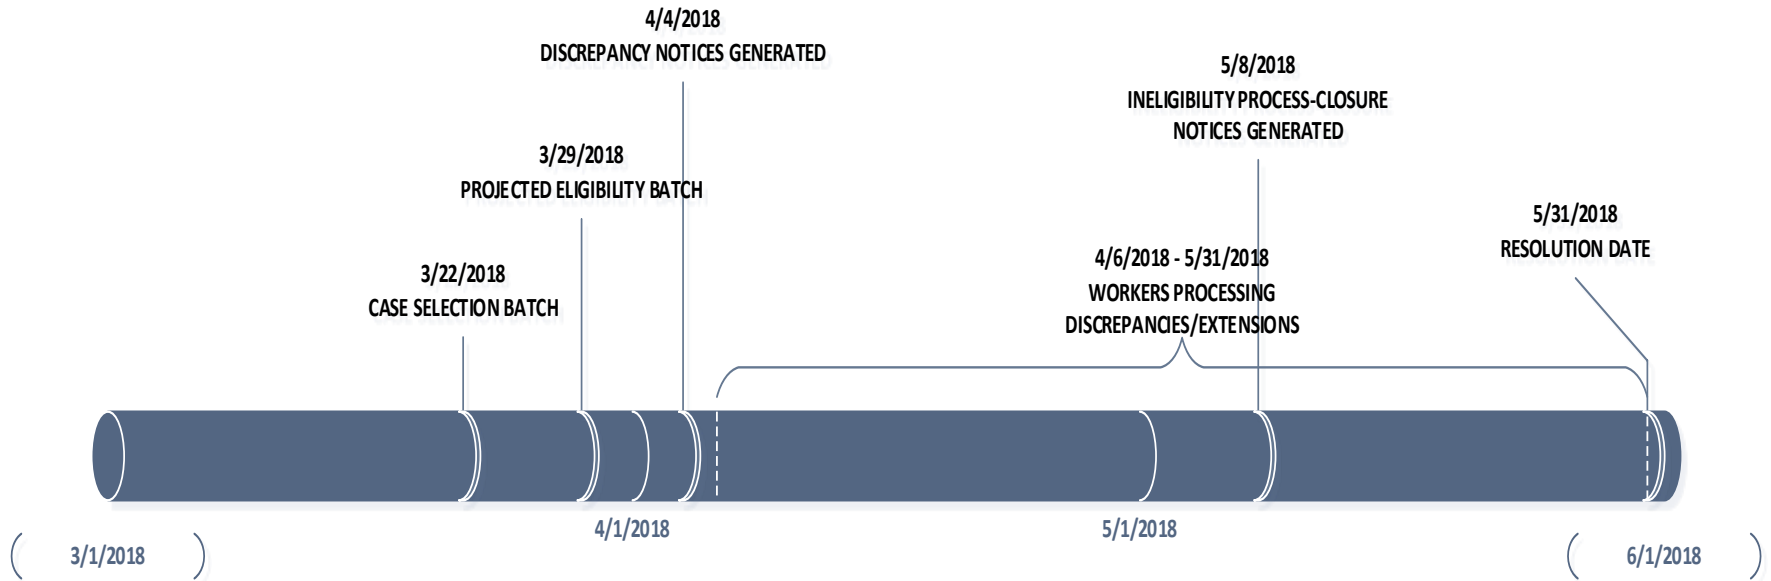 4/4/2018
DISCREPANCY NOTICES GENERATED
5/8/2018
INELIGIBILITY PROCESS-CLOSURE
NOTICES GENERATED
3/29/2018
PROJECTED ELIGIBILITY BATCH
5/31/2018
RESOLUTION DATE
3/22/2018
CASE SELECTION BATCH
4/6/2018 - 5/31/2018
WORKERS PROCESSING
DISCREPANCIES/EXTENSIONS
4/1/2018
5/1/2018
3/1/2018
6/1/2018